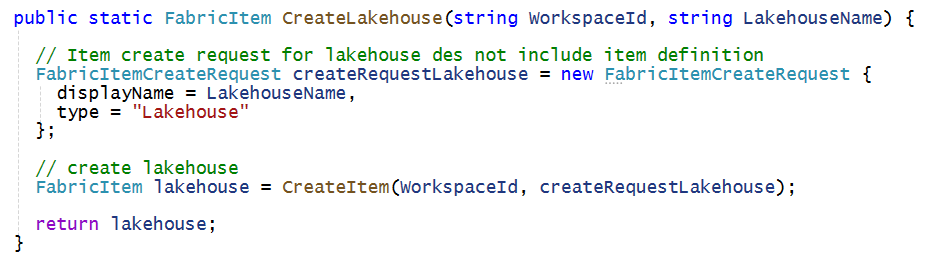 public static FabricItem CreateLakehouse(string WorkspaceId, string LakehouseName) {
// Item create request for lakehouse des not include item definition
FabricItemCreateRequest createRequestLakehouse = new FabricItemCreateRequest {
displayName = LakehouseName,
type = "Lakehouse"
};
// create lakehouse
FabricItem lakehouse = CreateItem(WorkspaceId, createRequestLakehouse);
return lakehouse;
}